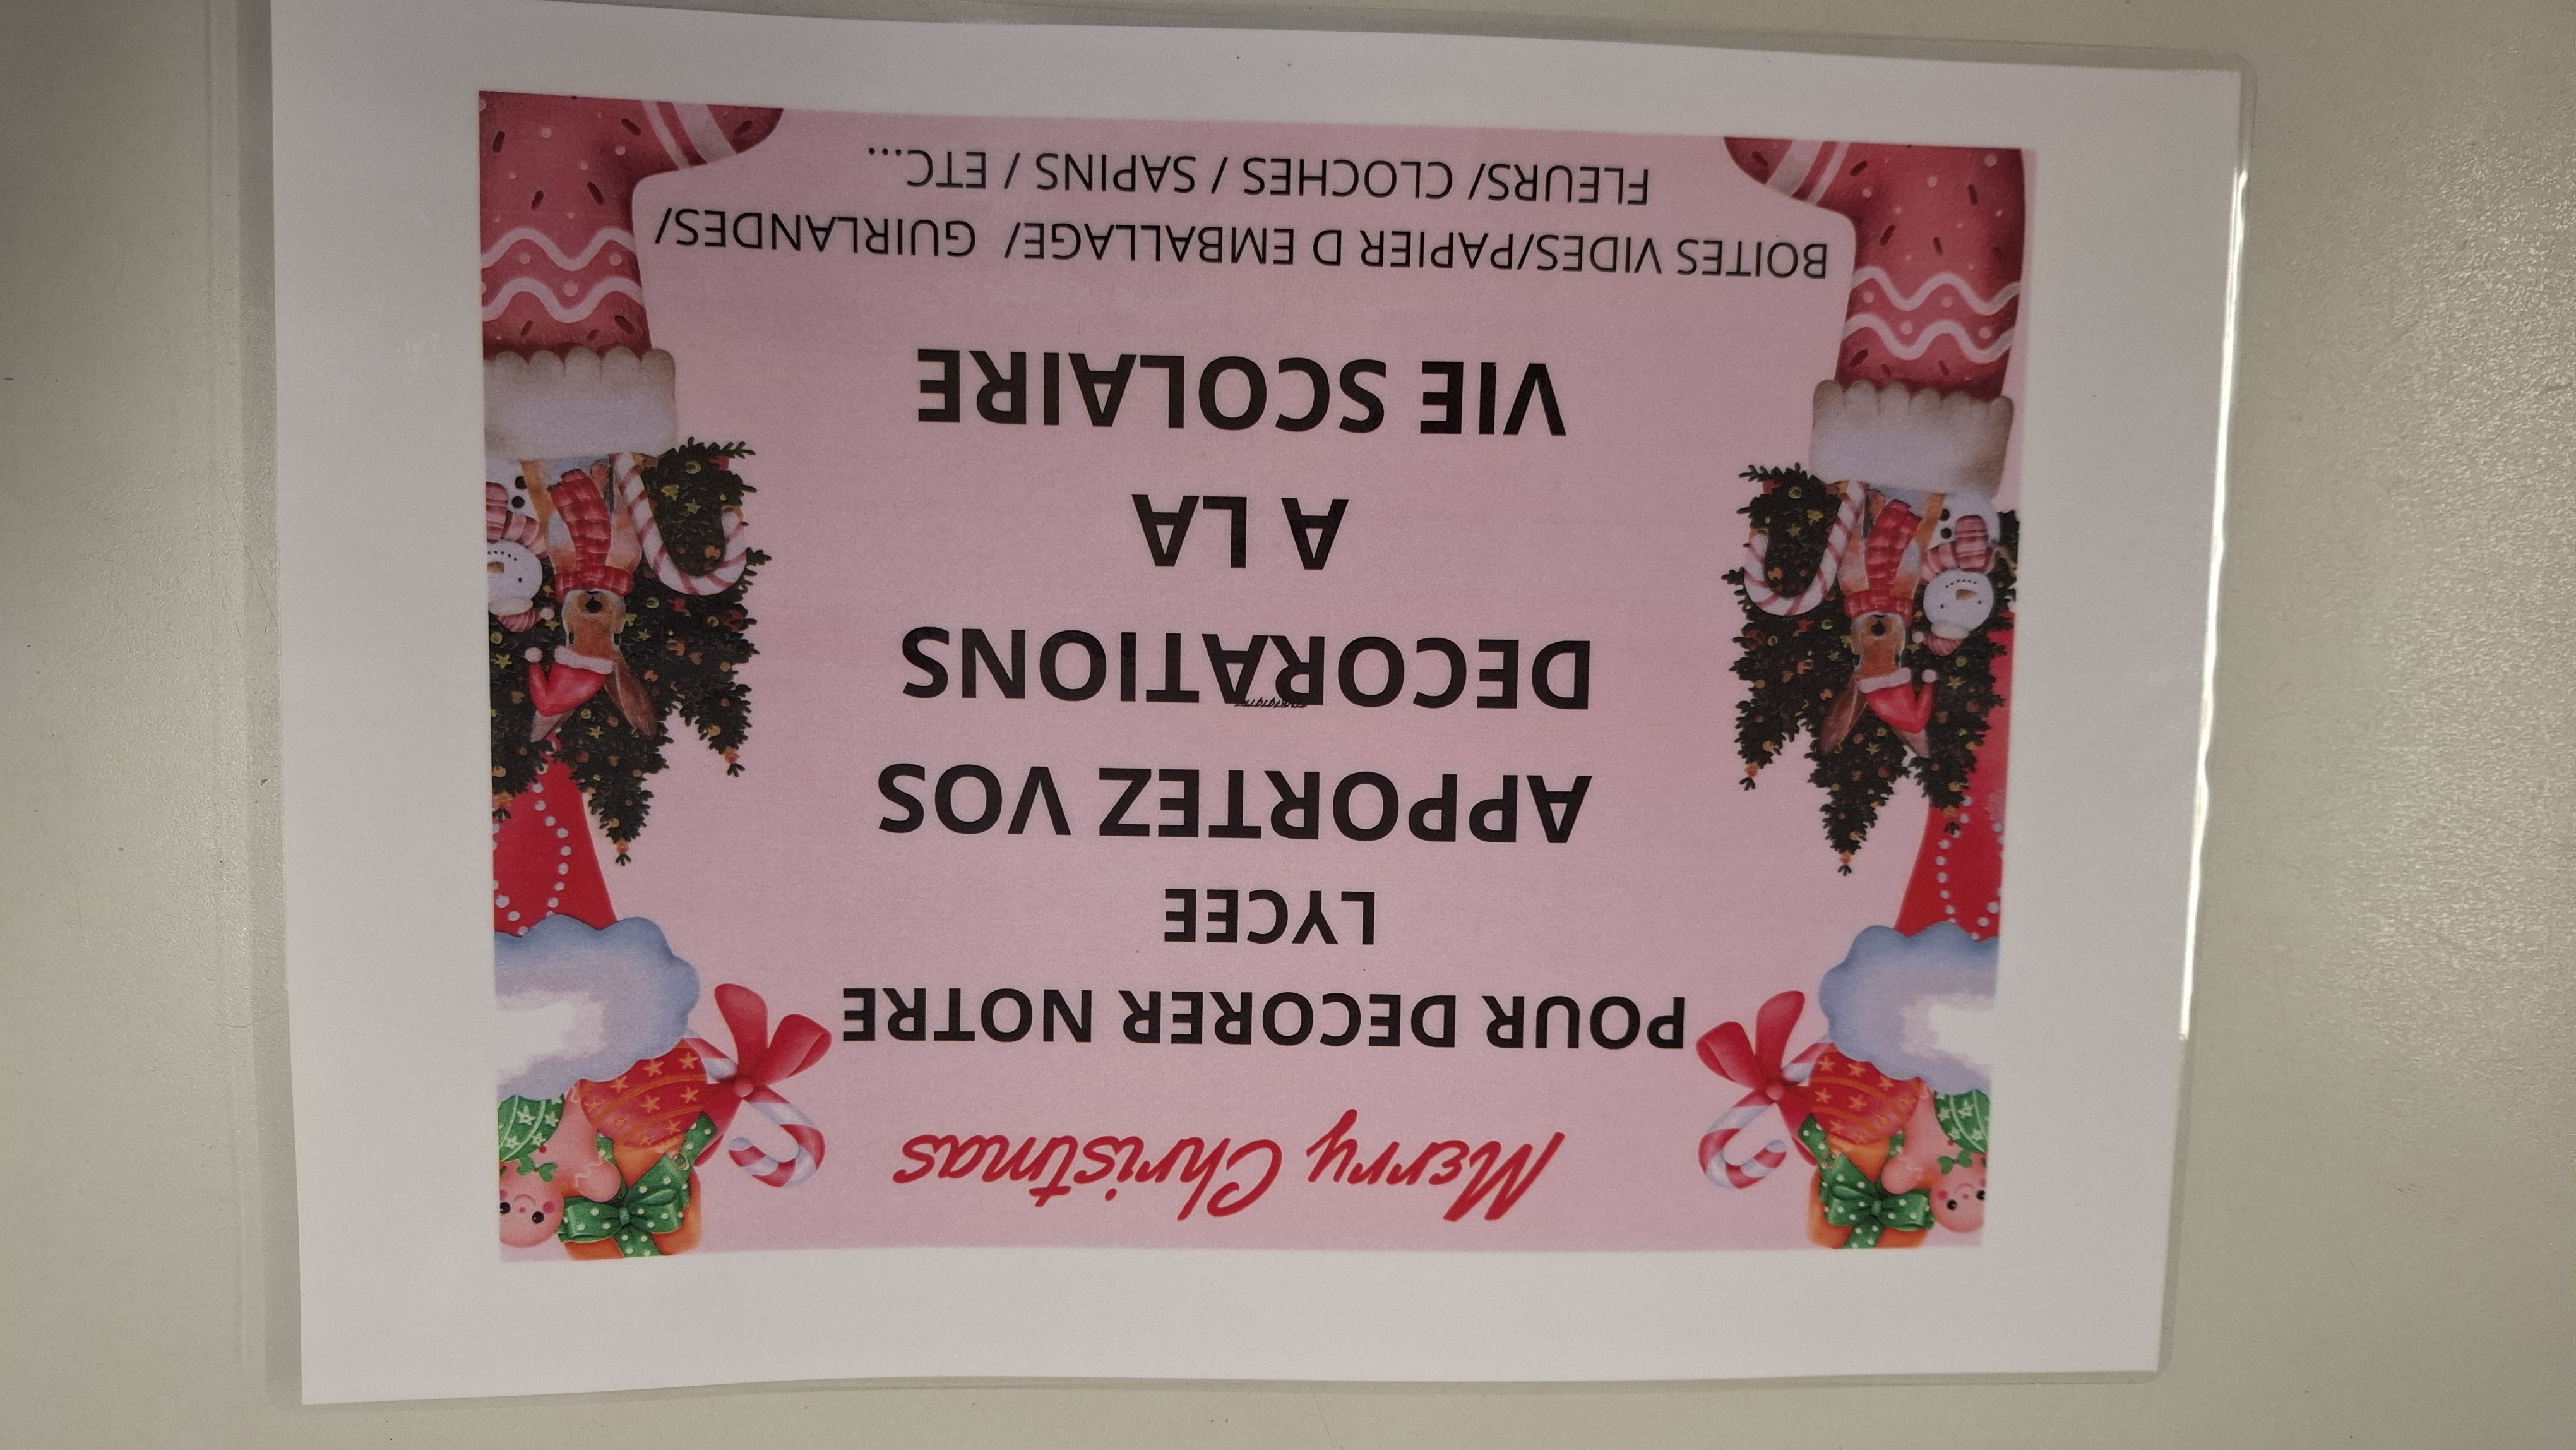 Merry Christmas
POUR DECORER NOTRE
LYCEE
APPORTEZ VOS
DECORATIONS
A LA
VIE SCOLAIRE
BOITES VIDES/PAPIER D EMBALLAGE/ GUIRLANDES/
FLEURS/ CLOCHES / SAPINS / ETC...